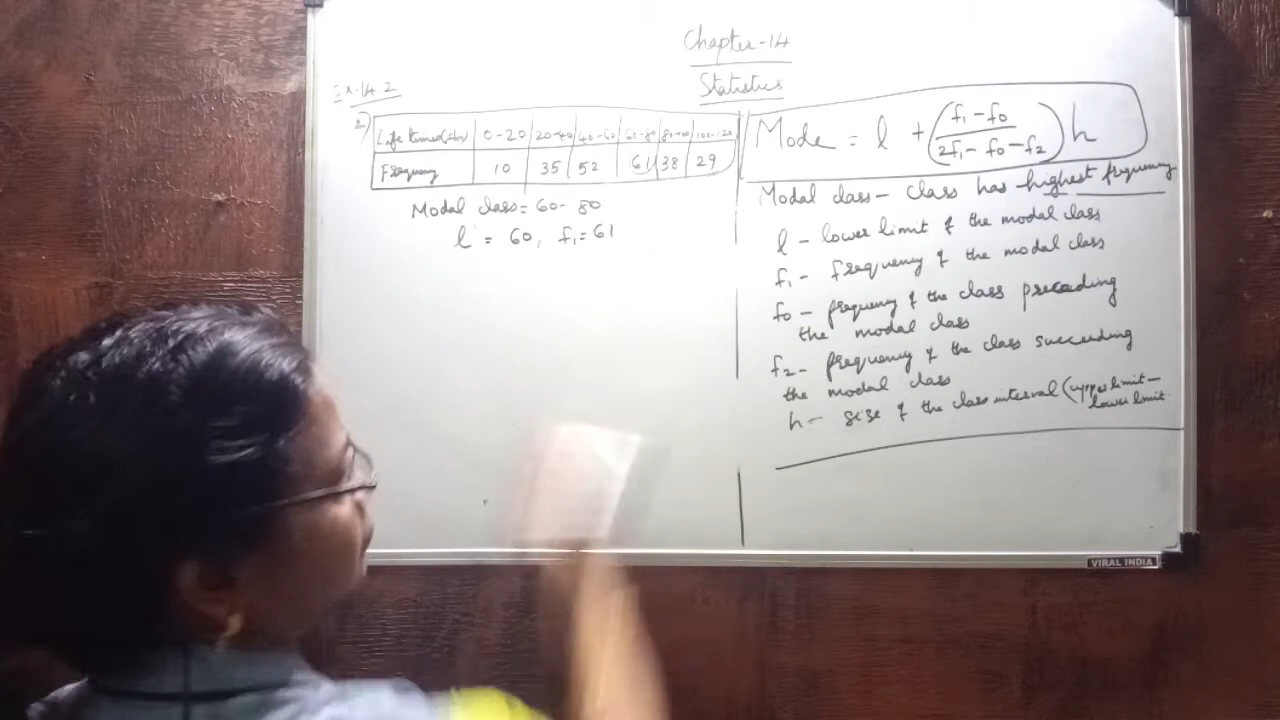 Chapter-14
Statistics
Ex.14.2
2)
Life times(hrs) 0-20 20-40 40-60 60-80 80-100 100-120
Frequency 10 35 52 61 38 29
Modal class = 60-80
l = 60, f₁ = 61
Mode = l + (f₁ - f₀ / 2f₁ - f₀ - f₂) h
Modal class - class has highest frequency
l - lower limit of the modal class
f₁ - frequency of the modal class
f₀ - frequency of the class preceding
the modal class
f₂ - frequency of the class succeeding
the modal class
h - size of the class interval (upper limit -
lower limit
VIRAL INDIA